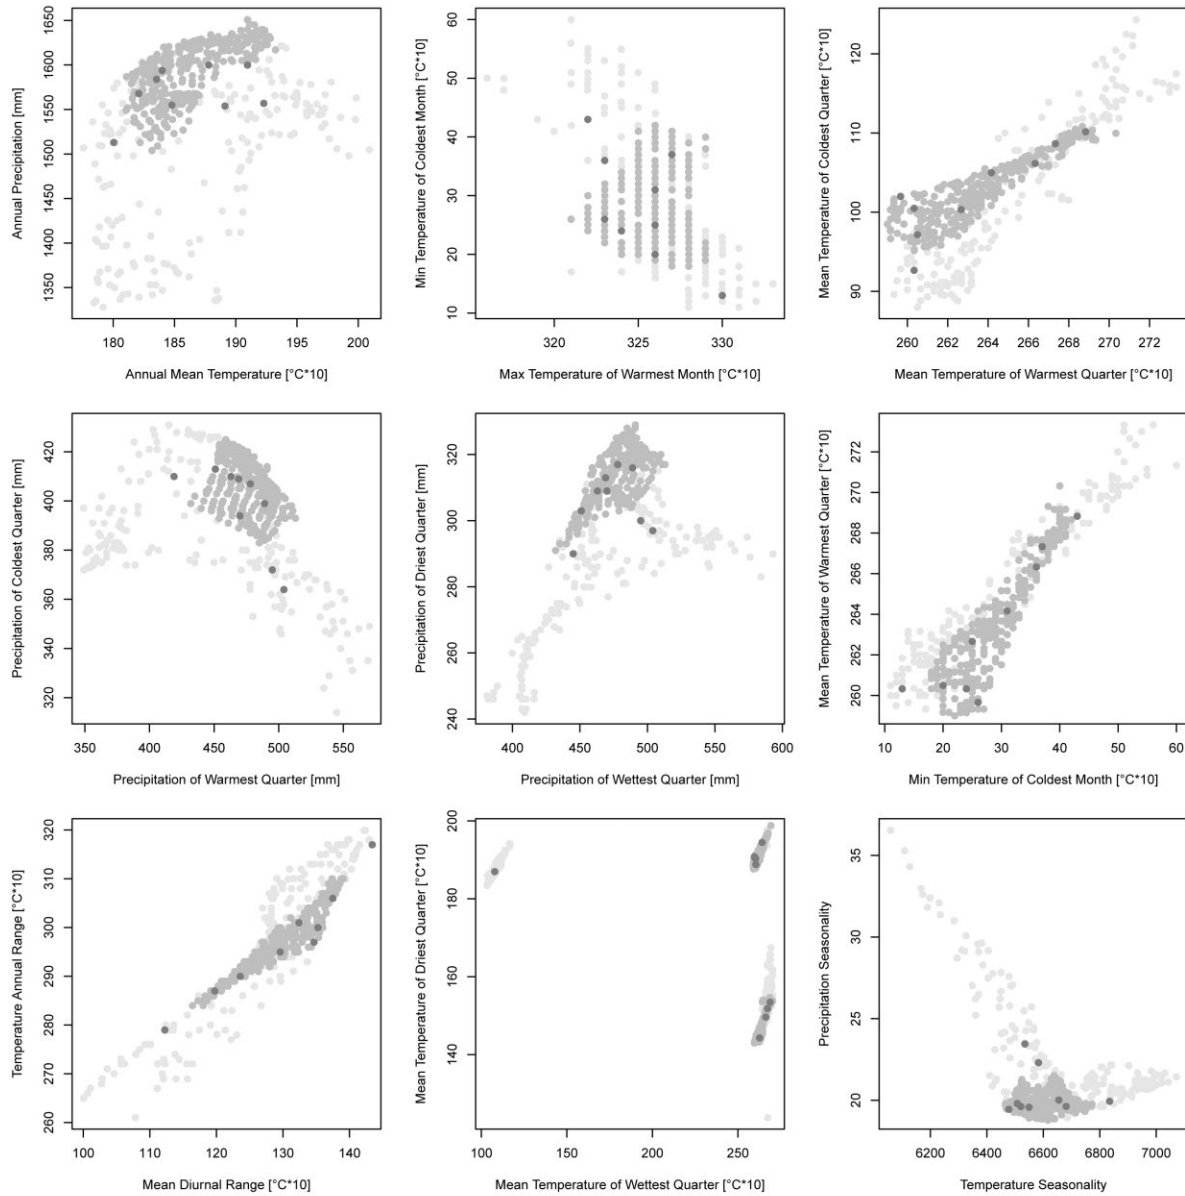 Annual Precipitation [mm]
1350 1400 1450 1500 1550 1600 1650
180 185 190 195 200
Annual Mean Temperature [°C*10]
Min Temperature of Coldest Month [°C*10]
10 20 30 40 50 60
320 325 330
Max Temperature of Warmest Month [°C*10]
Mean Temperature of Coldest Quarter [°C*10]
90 100 110 120
260 262 264 266 268 270 272
Mean Temperature of Warmest Quarter [°C*10]
Precipitation of Coldest Quarter [mm]
320 340 360 380 400 420
350 400 450 500 550
Precipitation of Warmest Quarter [mm]
Precipitation of Driest Quarter [mm]
240 260 280 300 320
400 450 500 550 600
Precipitation of Wettest Quarter [mm]
Mean Temperature of Warmest Quarter [°C*10]
260 262 264 266 268 270 272
10 20 30 40 50 60
Min Temperature of Coldest Month [°C*10]
Temperature Annual Range [°C*10]
260 270 280 290 300 310 320
100 110 120 130 140
Mean Diurnal Range [°C*10]
Mean Temperature of Driest Quarter [°C*10]
140 160 180 200
100 150 200 250
Mean Temperature of Wettest Quarter [°C*10]
Precipitation Seasonality
20 25 30 35
6200 6400 6600 6800 7000
Temperature Seasonality